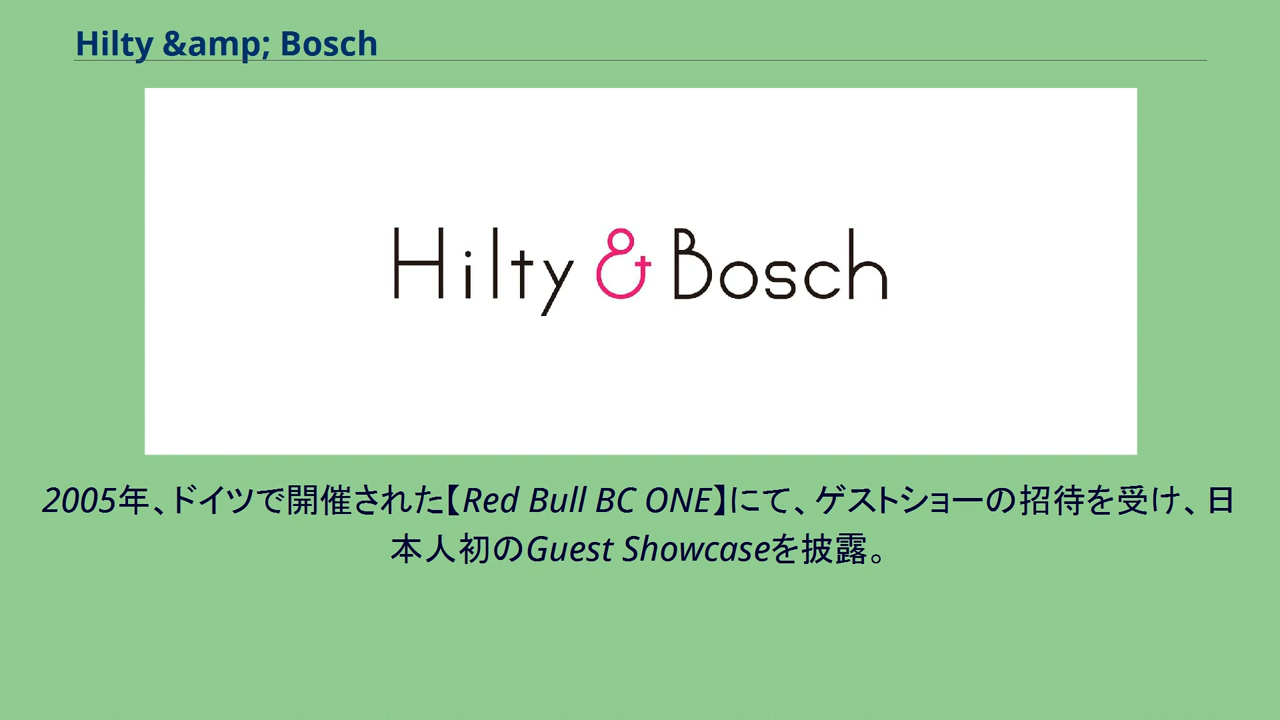 Hilty &amp; Bosch
Hilty & Bosch
2005年、ドイツで開催された【Red Bull BC ONE】にて、ゲストショーの招待を受け、日
本人初のGuest Showcaseを披露。